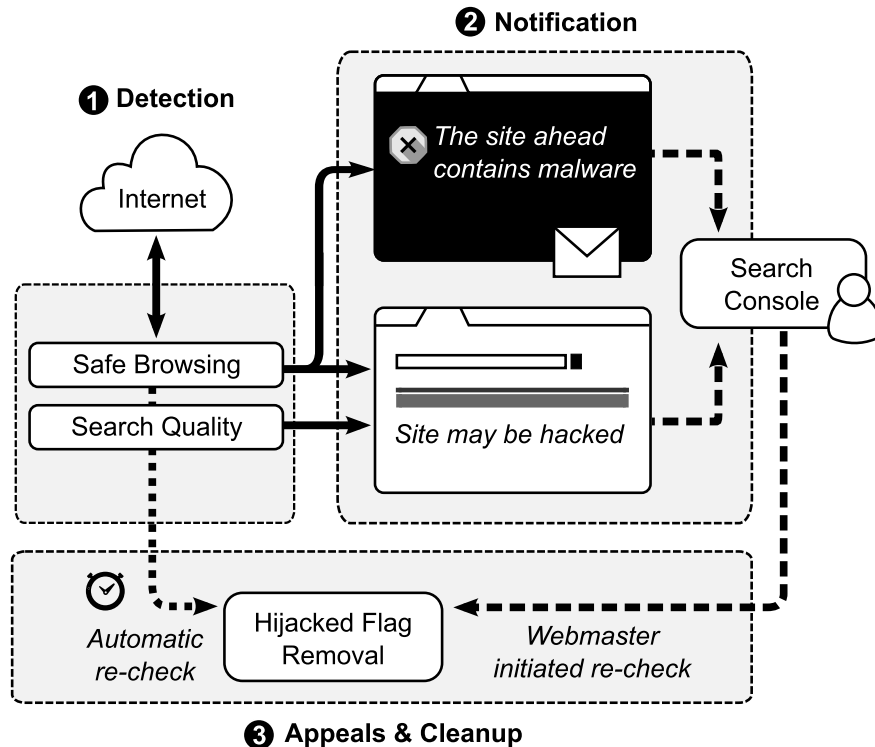 ❷ Notification
❶ Detection
Internet
The site ahead
contains malware
Search
Console
Safe Browsing
Search Quality
Site may be hacked
Automatic
re-check
Hijacked Flag
Removal
Webmaster
initiated re-check
❸ Appeals & Cleanup